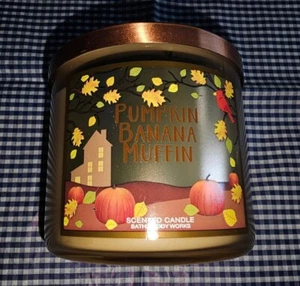 PUMPKIN
BANANA
MUFFIN
SCENTED CANDLE
BATH & BODY WORKS